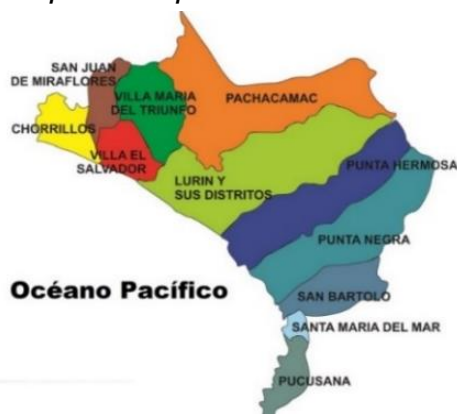 SAN JUAN
DE MIRAFLORES
VILLA MARIA
DEL TRIUNFO
PACHACAMAC
CHORRILLOS
VILLA EL
SALVADOR
LURIN Y
SUS DISTRITOS
PUNTA HERMOSA
PUNTA NEGRA
Océano Pacífico
SAN BARTOLO
SANTA MARIA DEL MAR
PUCUSANA